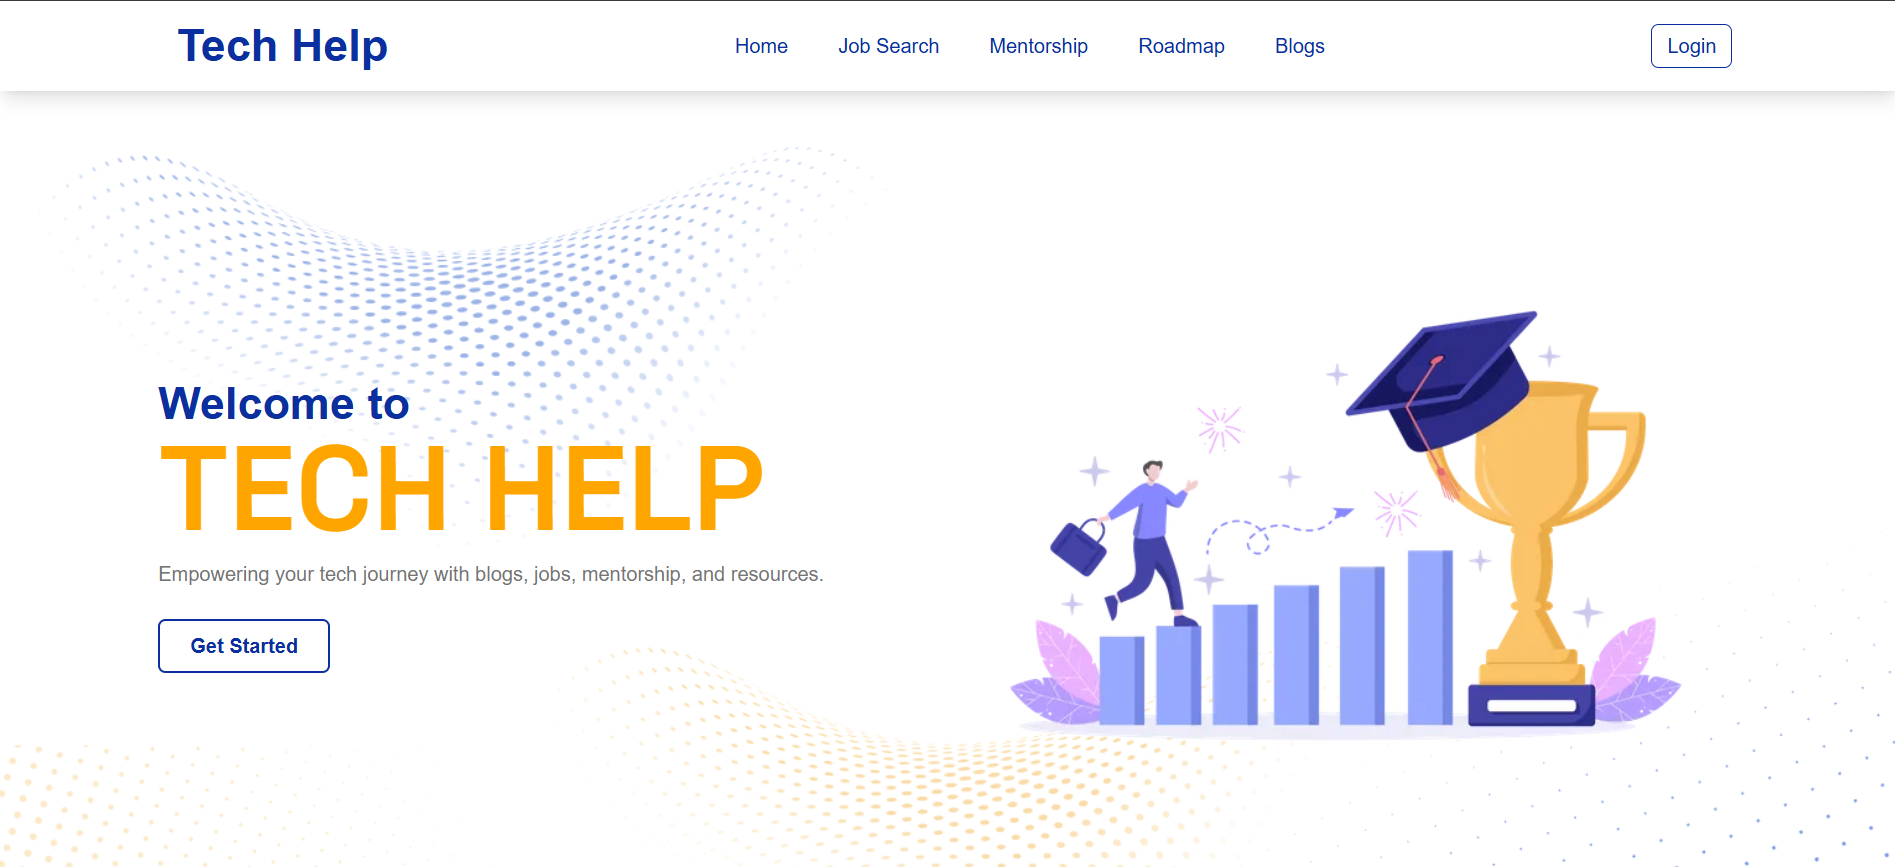 Tech Help
Home Job Search Mentorship Roadmap Blogs
Login
Welcome to
TECH HELP
Empowering your tech journey with blogs, jobs, mentorship, and resources.
Get Started